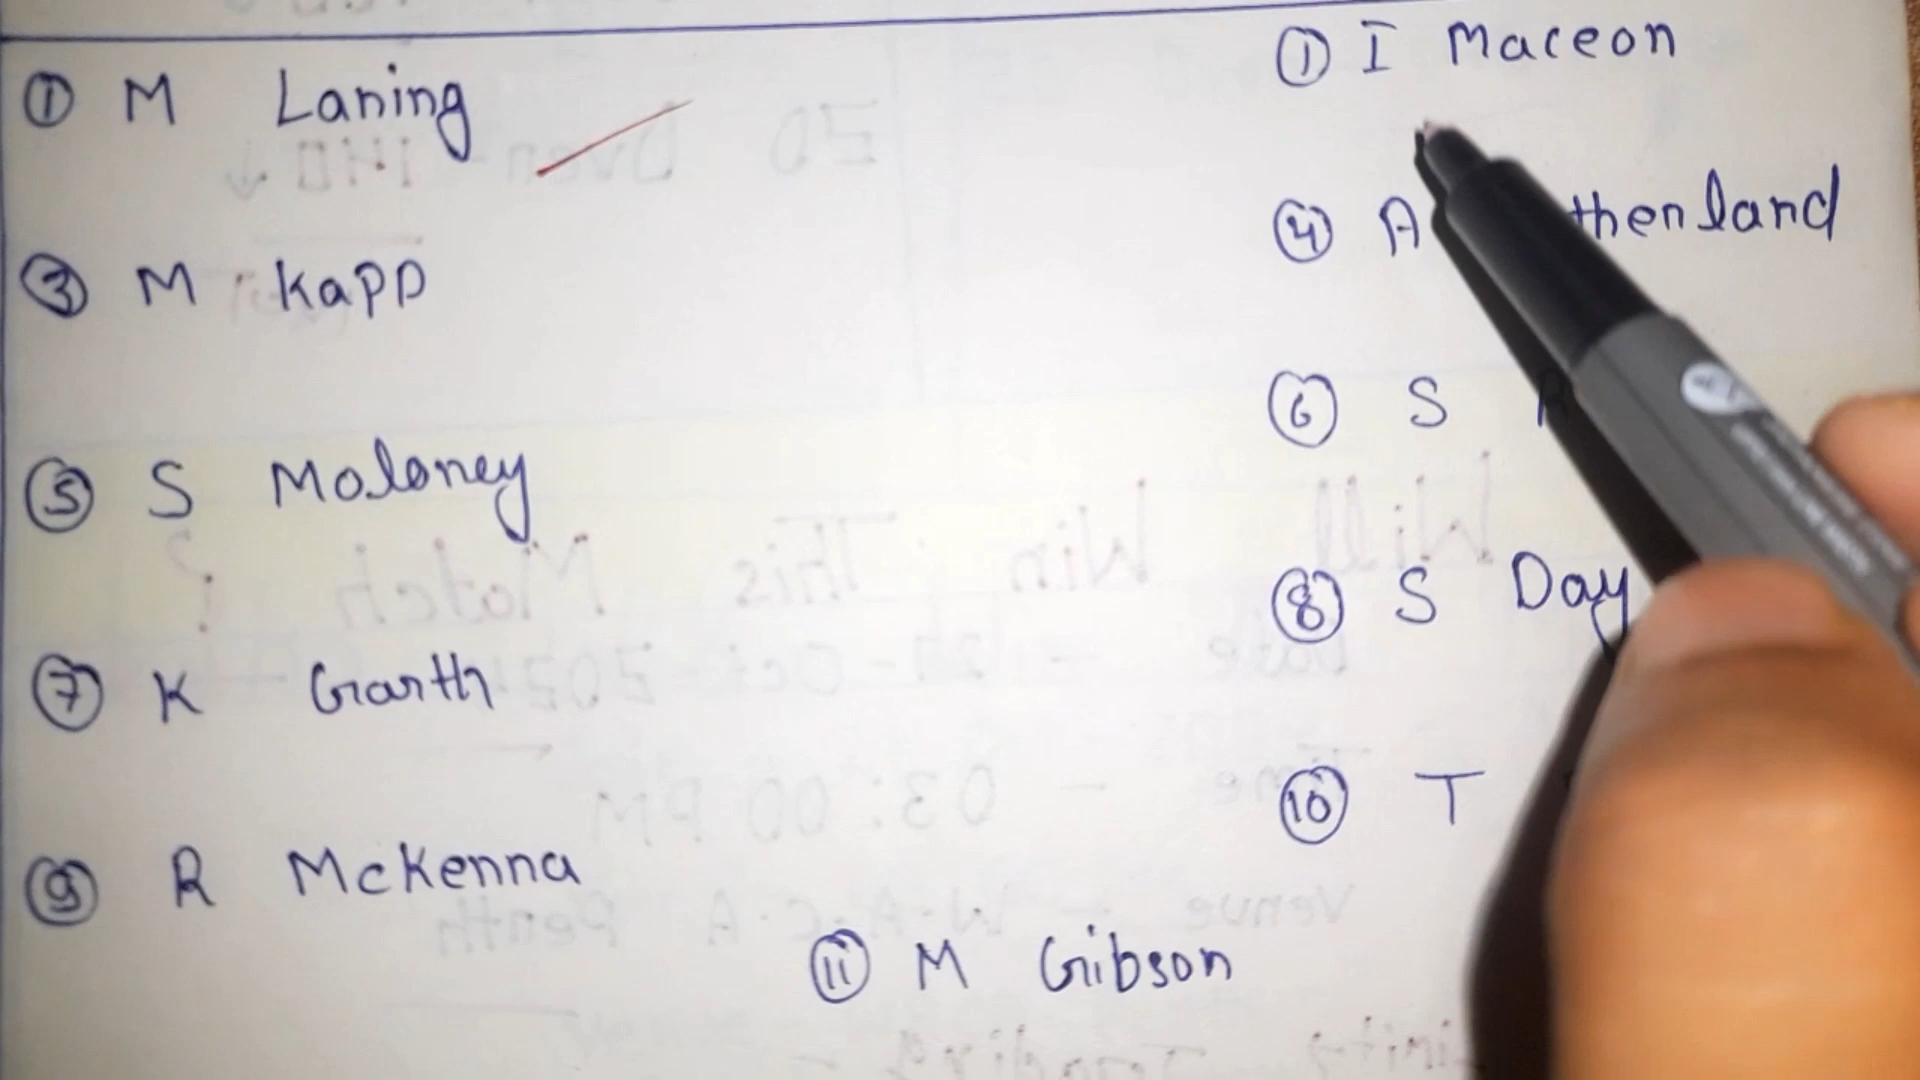 ① M Laning
① I Maceon
③ M Kapp
④ A thenland
⑤ S Maloney
⑥ S
⑦ K Garth
⑧ S Day
⑨ R McKenna
⑩ T
⑪ M Gibson